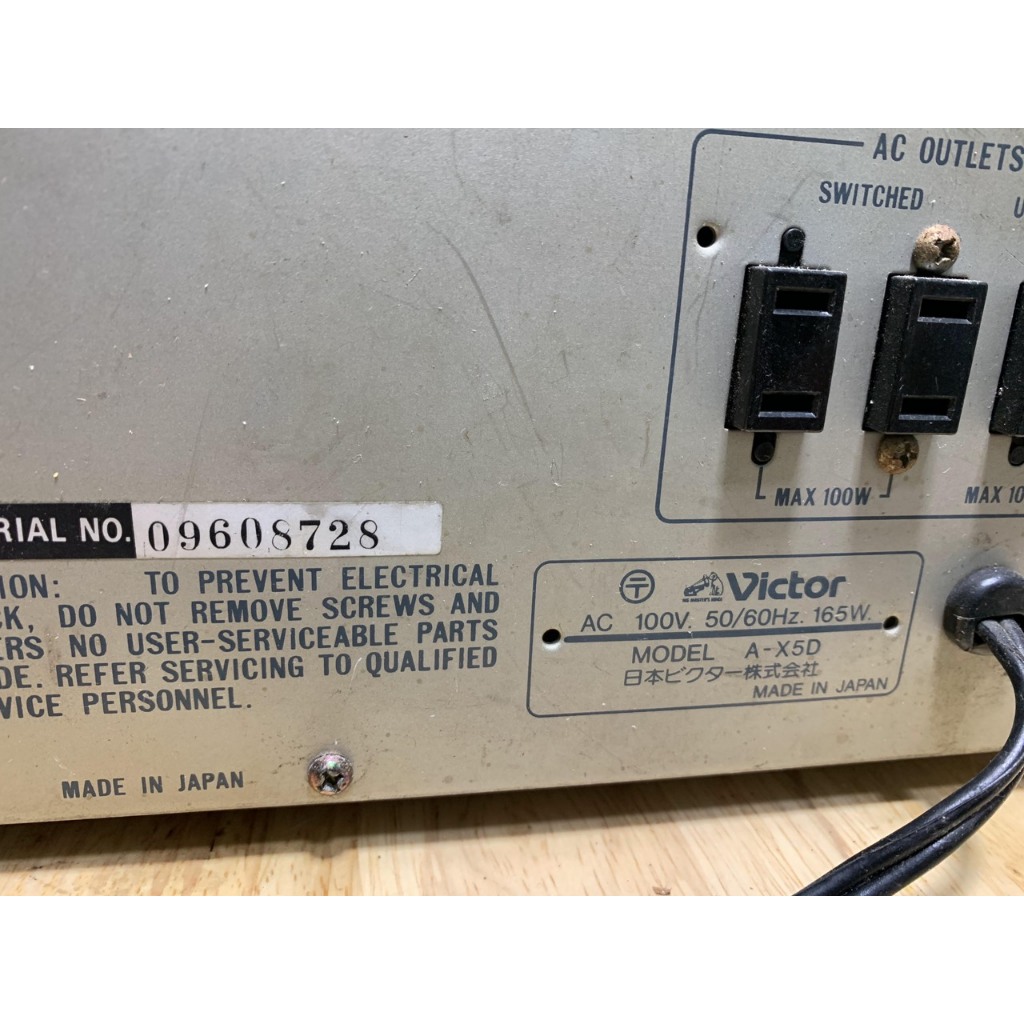 AC OUTLETS
SWITCHED
MAX 100W
MAX 10
RIAL NO. 09608728
ION: TO PREVENT ELECTRICAL
CK, DO NOT REMOVE SCREWS AND
ERS NO USER-SERVICEABLE PARTS
DE. REFER SERVICING TO QUALIFIED
VICE PERSONNEL.
MADE IN JAPAN
〒 Victor
AC 100V. 50/60Hz. 165W.
MODEL A-X5D
日本ビクター株式会社
MADE IN JAPAN